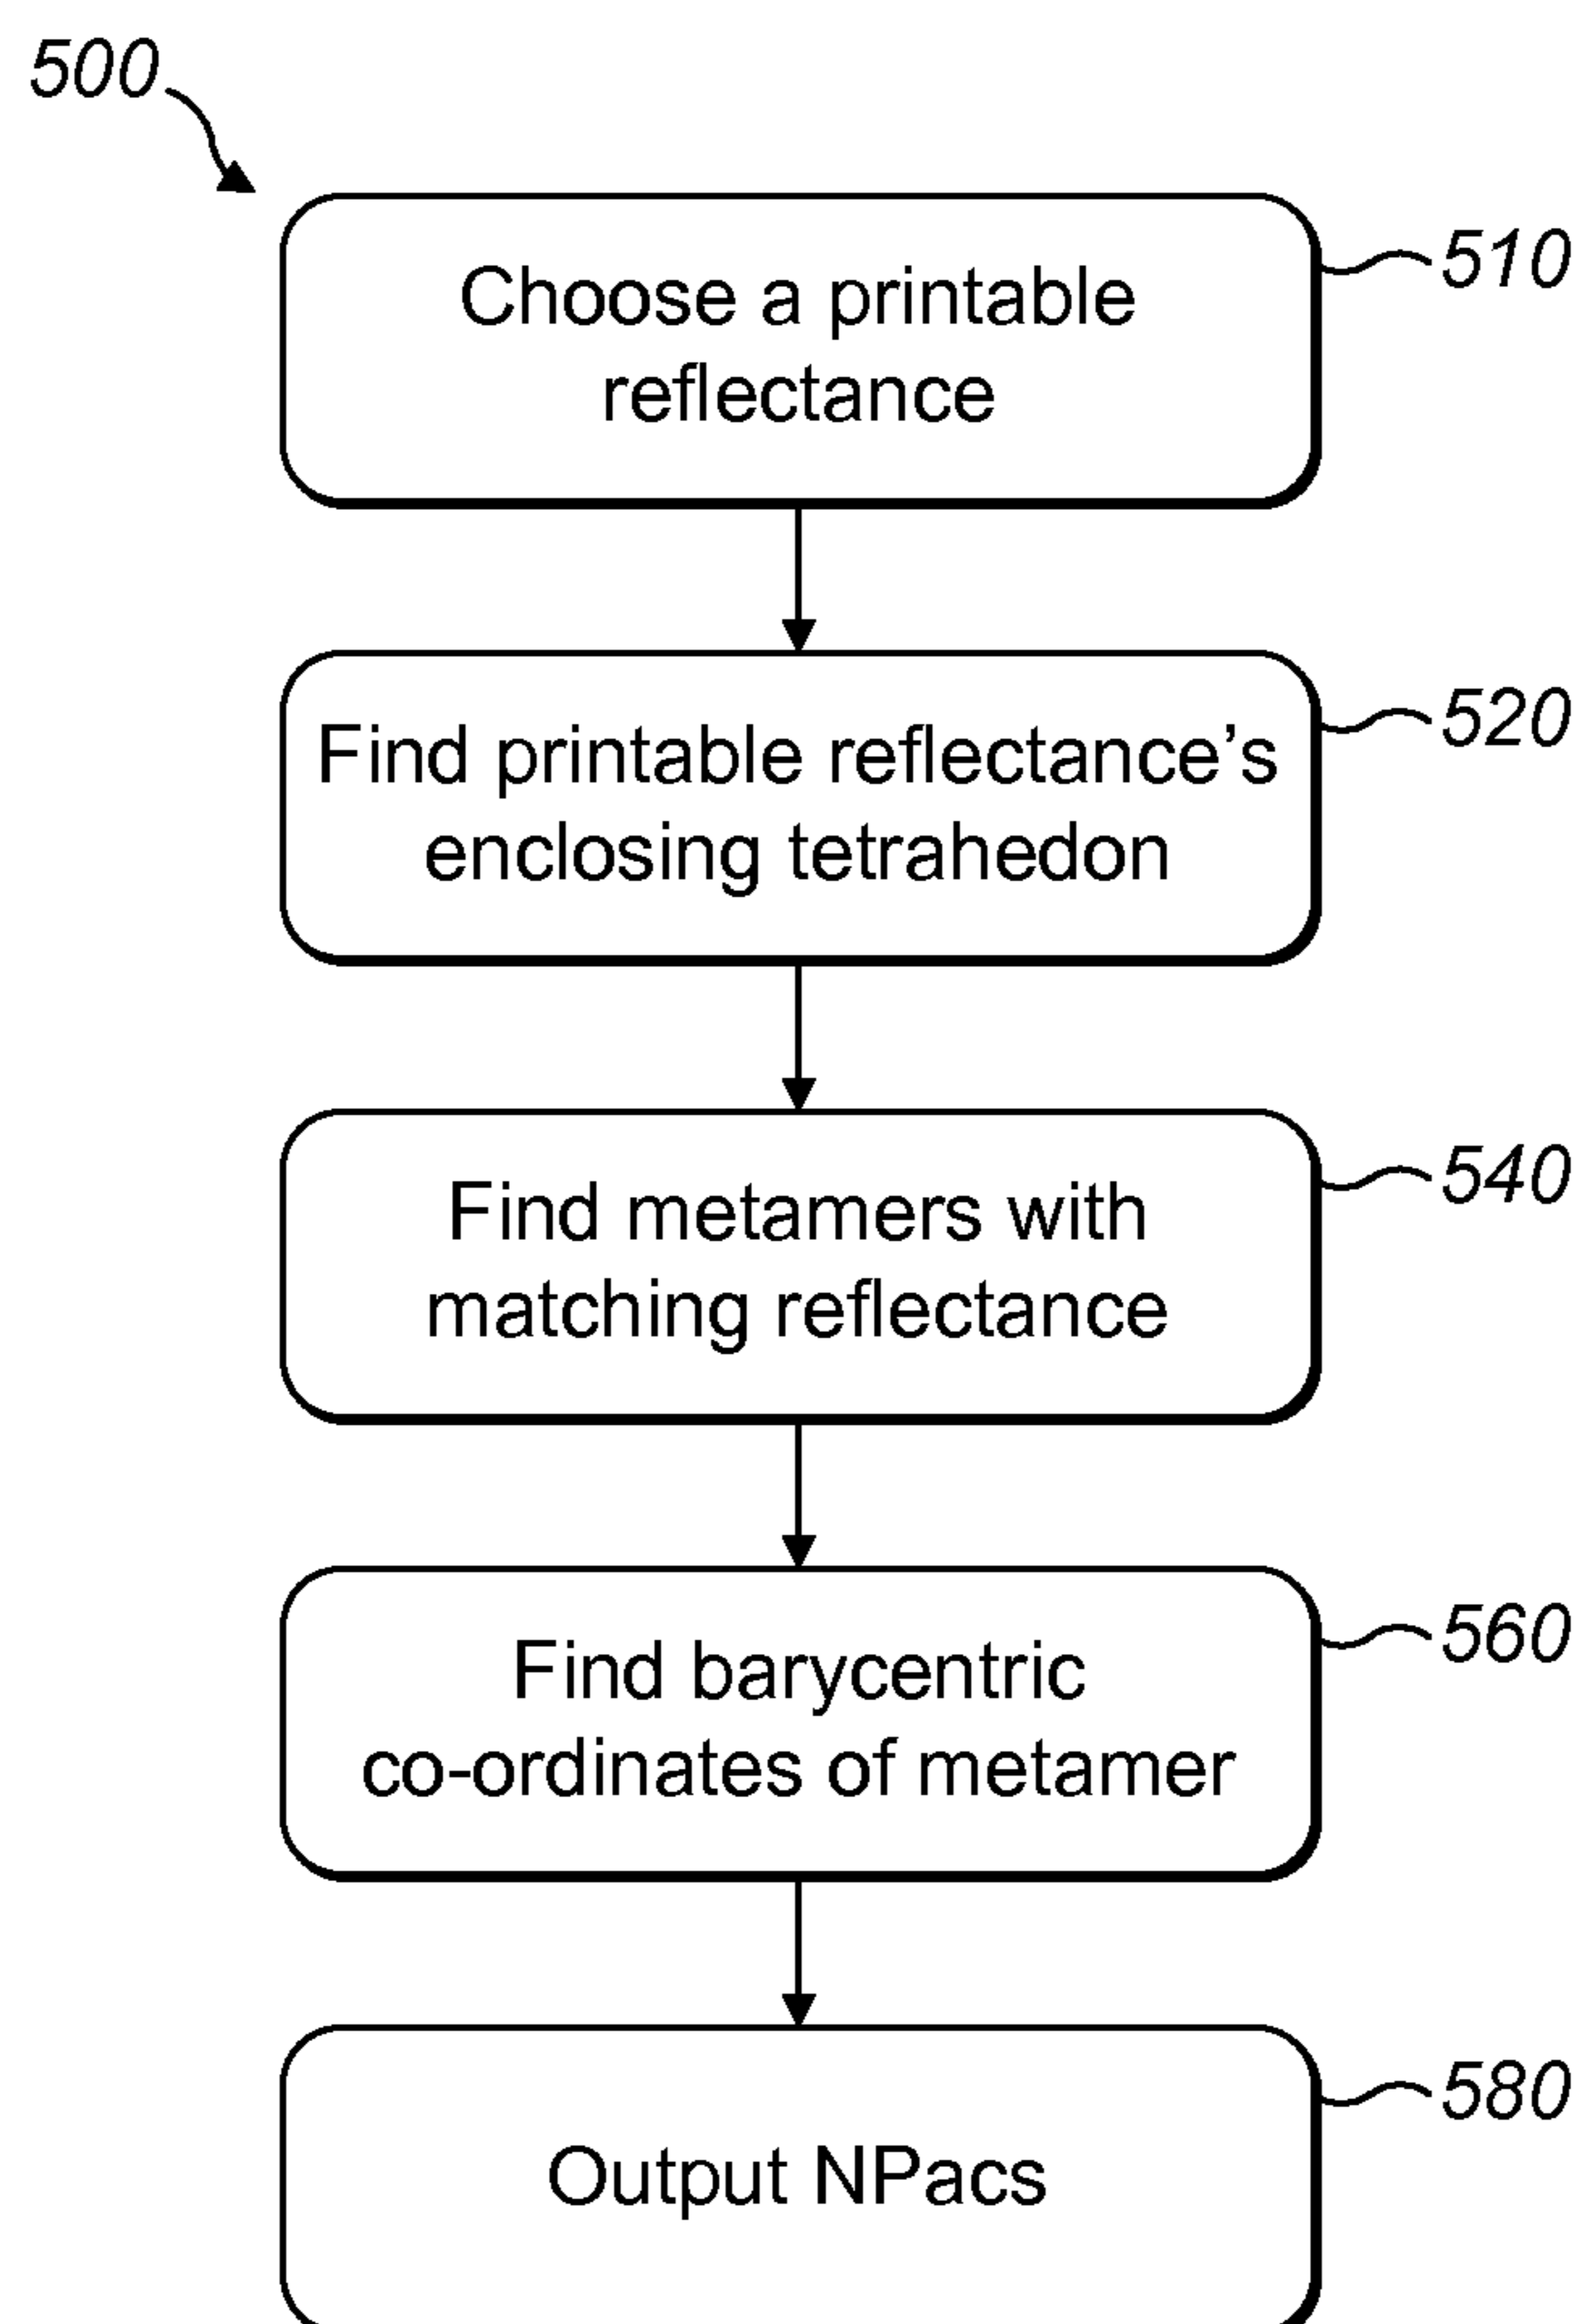 500
Choose a printable
reflectance
510
Find printable reflectance’s
enclosing tetrahedon
520
Find metamers with
matching reflectance
540
Find barycentric
co-ordinates of metamer
560
Output NPacs
580